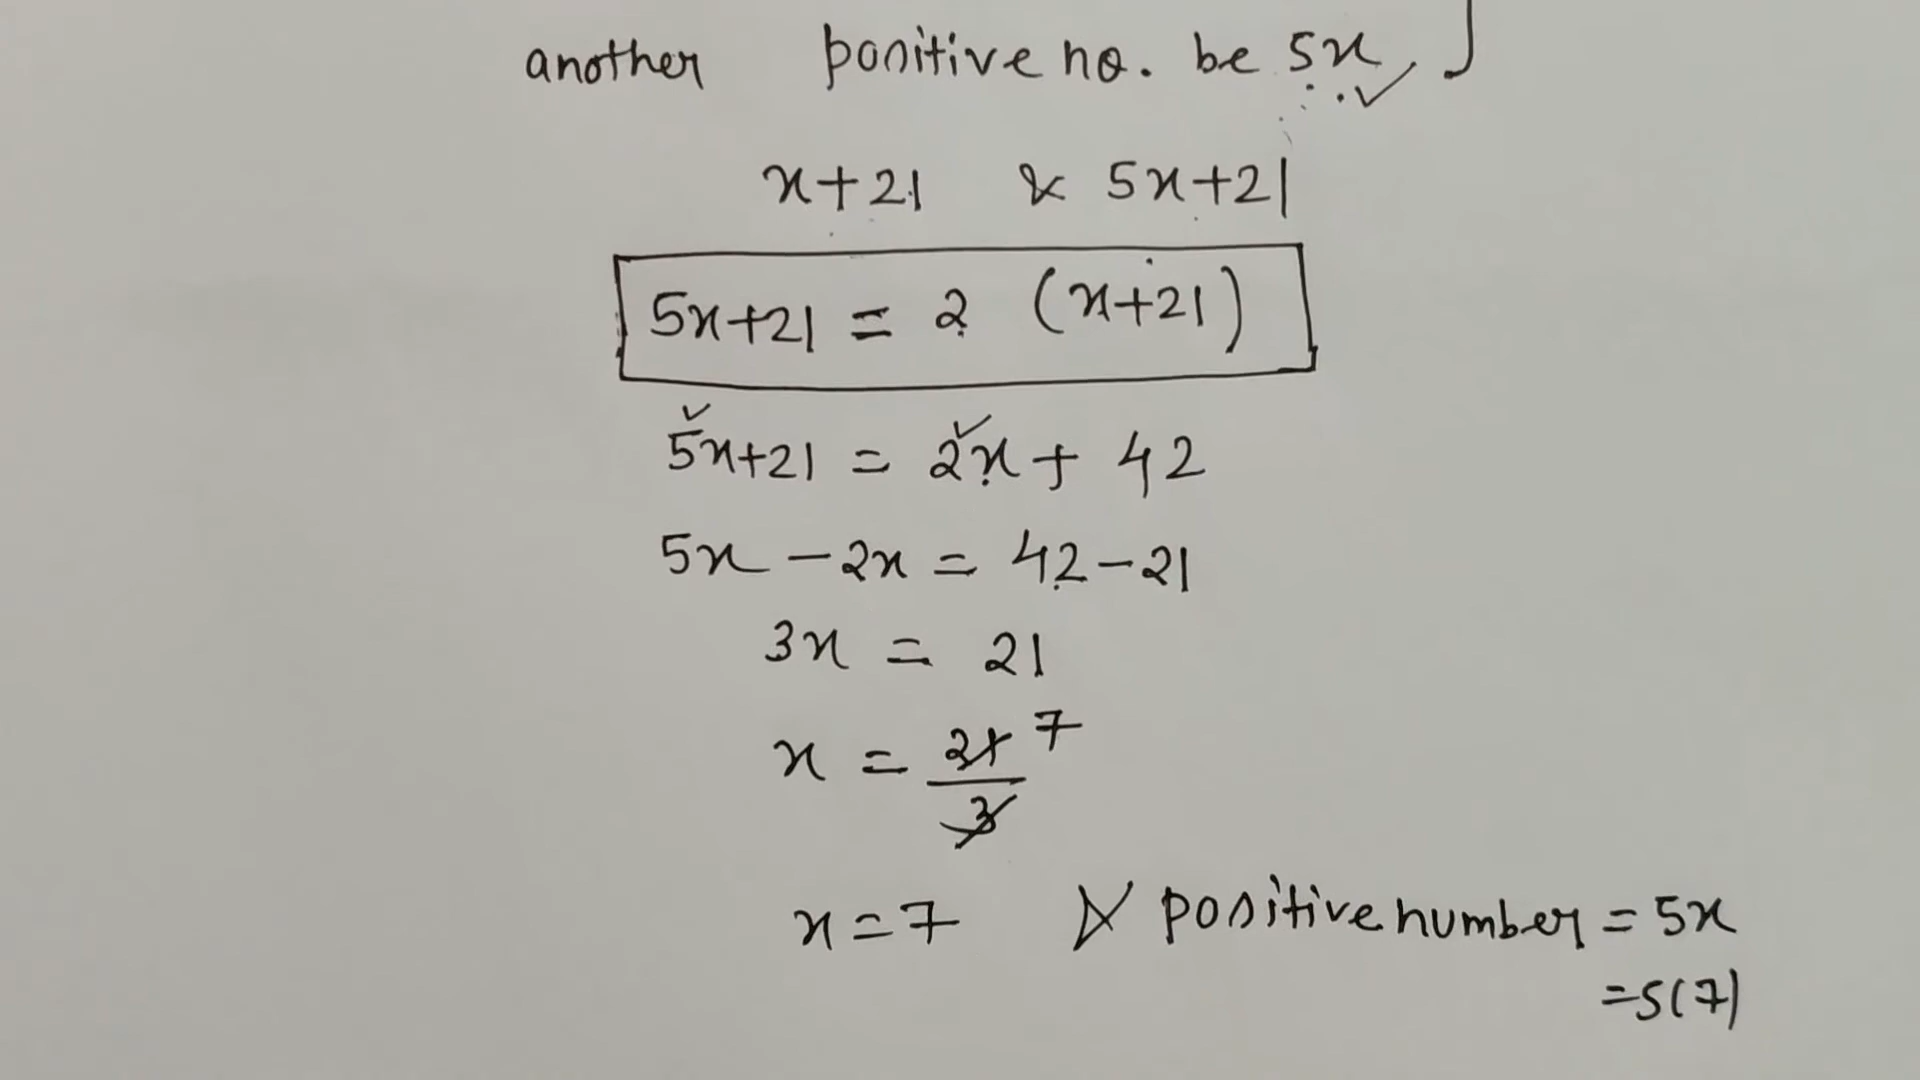 another positive no. be 5x,
x+21 & 5x+21
5x+21 = 2 (x+21)
5x+21 = 2x + 42
5x - 2x = 42 - 21
3x = 21
x = 21/3 7
x = 7 & positive number = 5x
= 5(7)